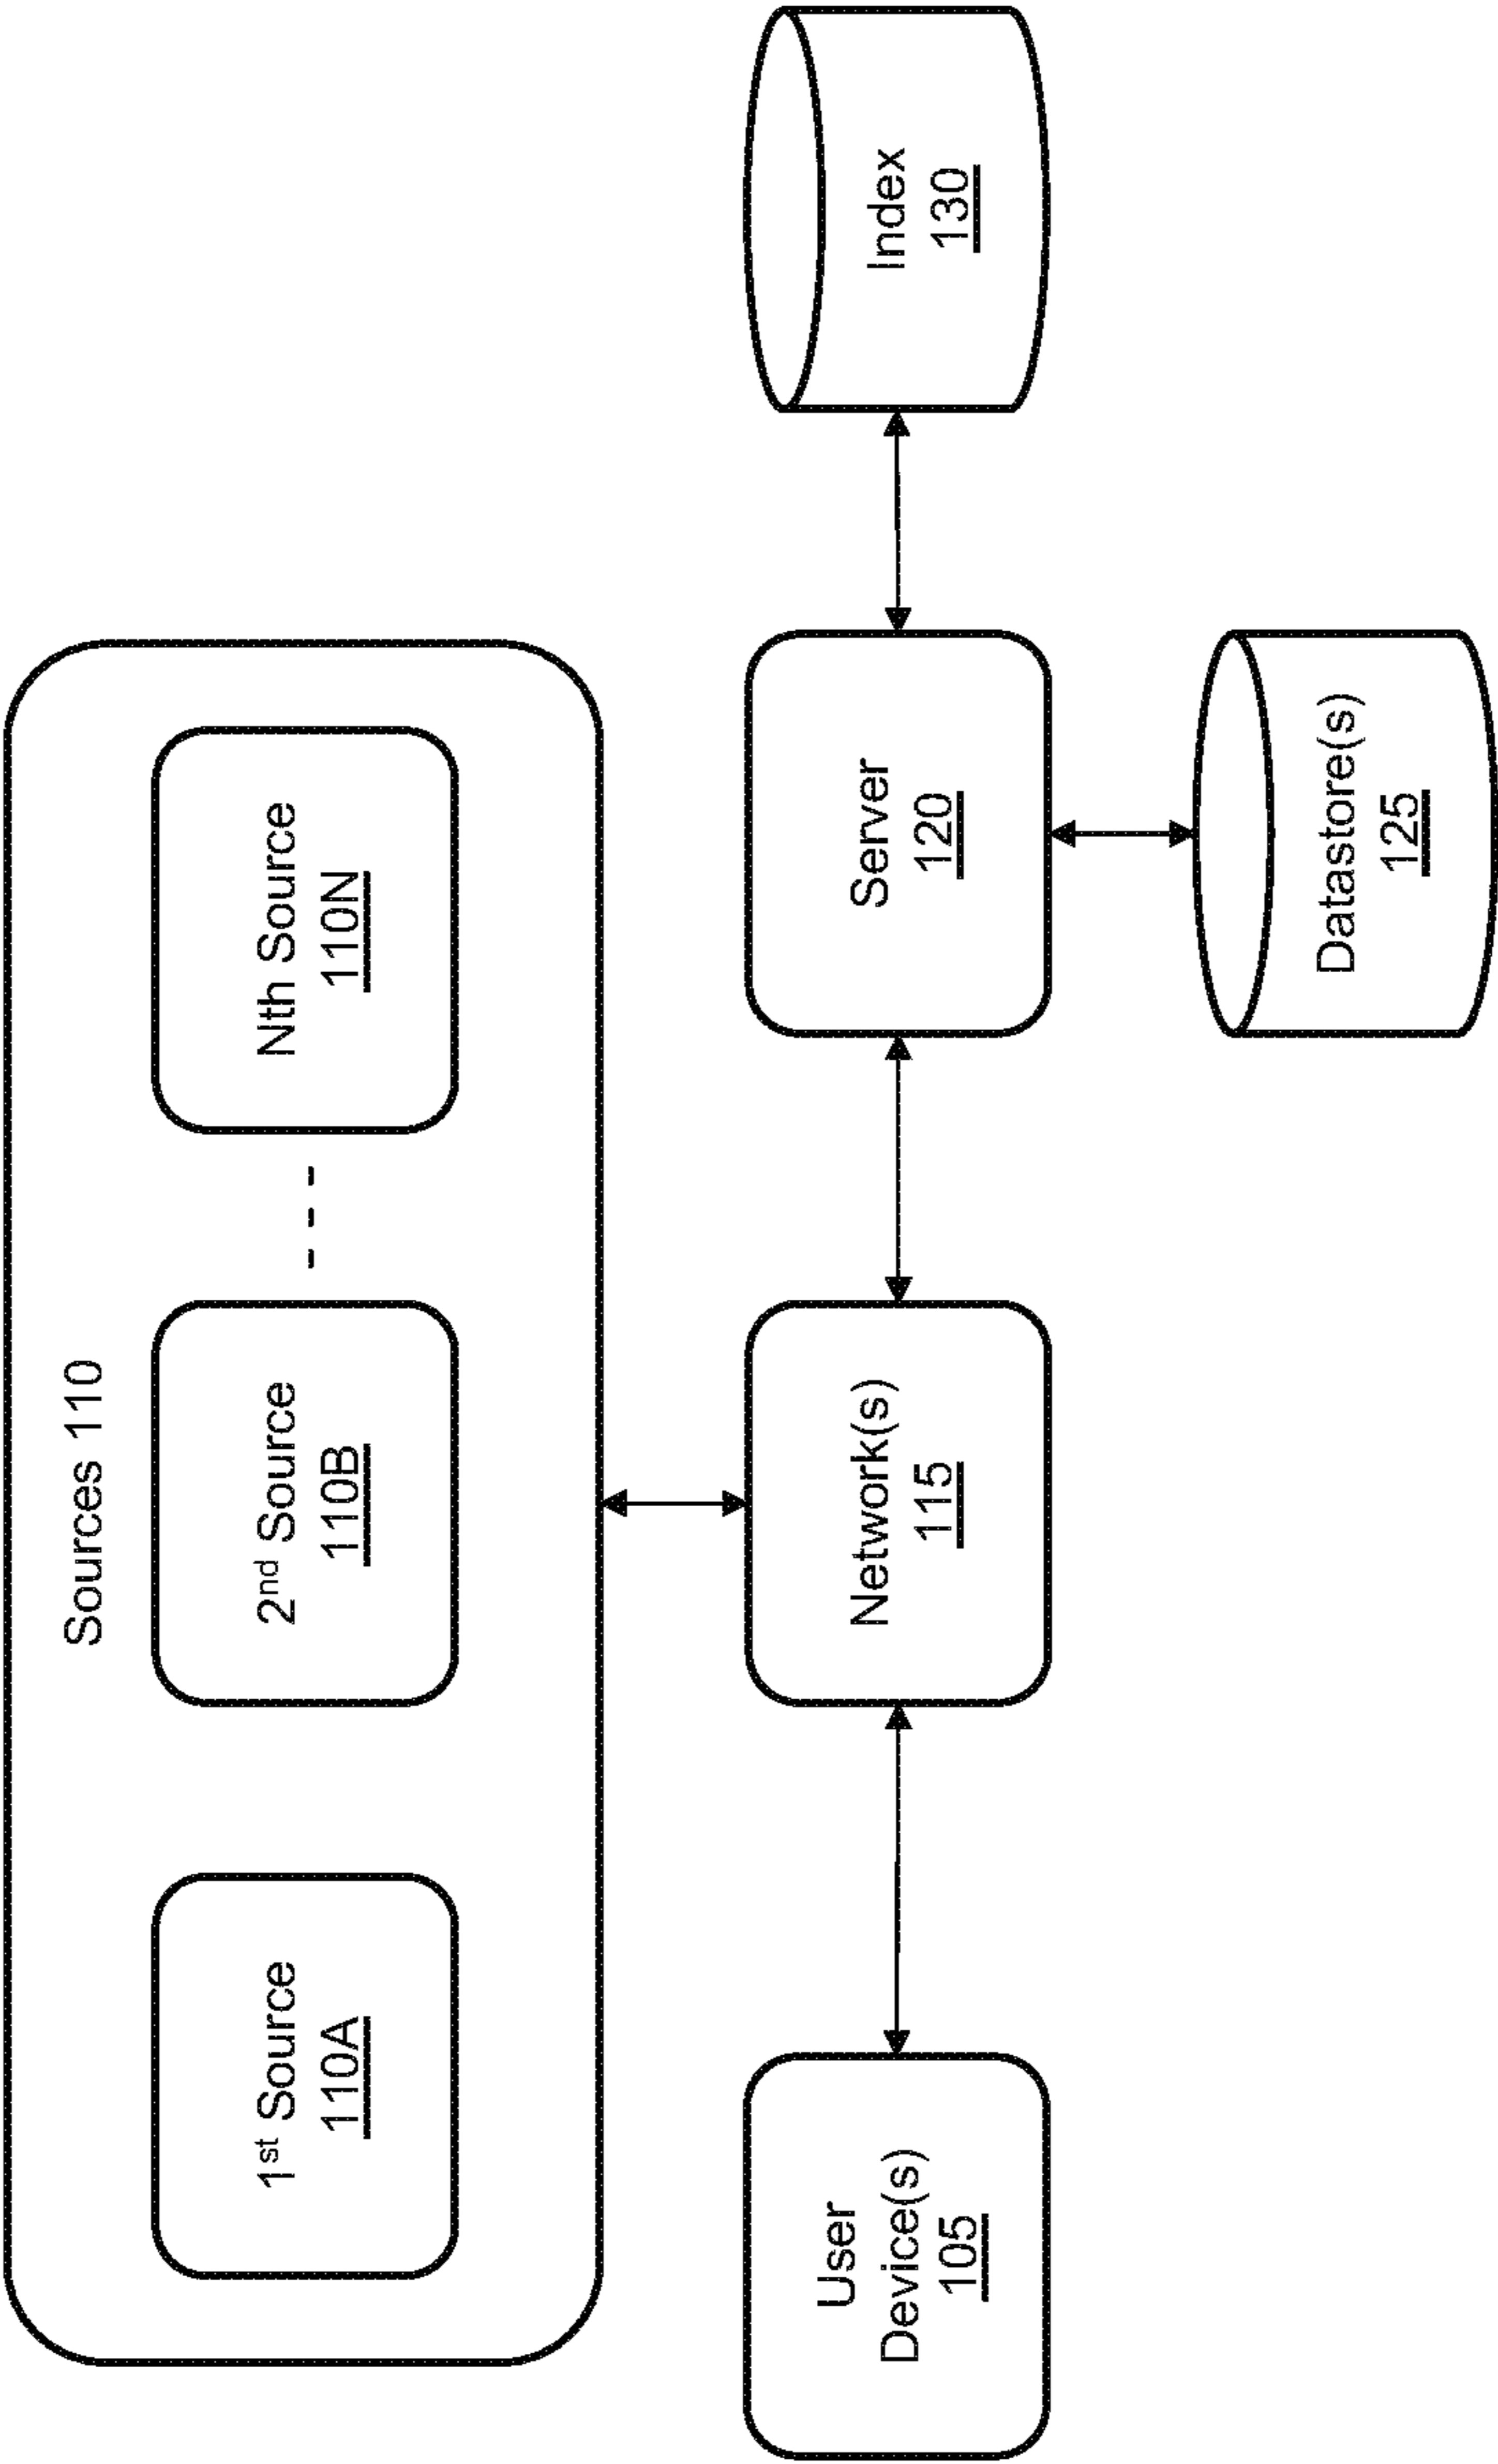 Sources 110
1st Source
110A
2nd Source
110B
Nth Source
110N
User
Device(s)
105
Network(s)
115
Server
120
Index
130
Datastore(s)
125